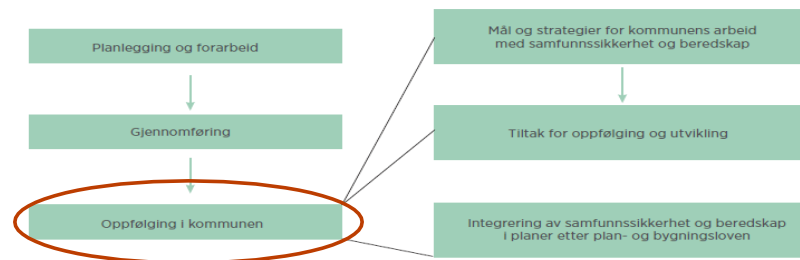 Planlegging og forarbeid
Gjennomføring
Oppfølging i kommunen
Mål og strategier for kommunens arbeid
med samfunnssikkerhet og beredskap
Tiltak for oppfølging og utvikling
Integrering av samfunnssikkerhet og beredskap
i planer etter plan- og bygningsloven